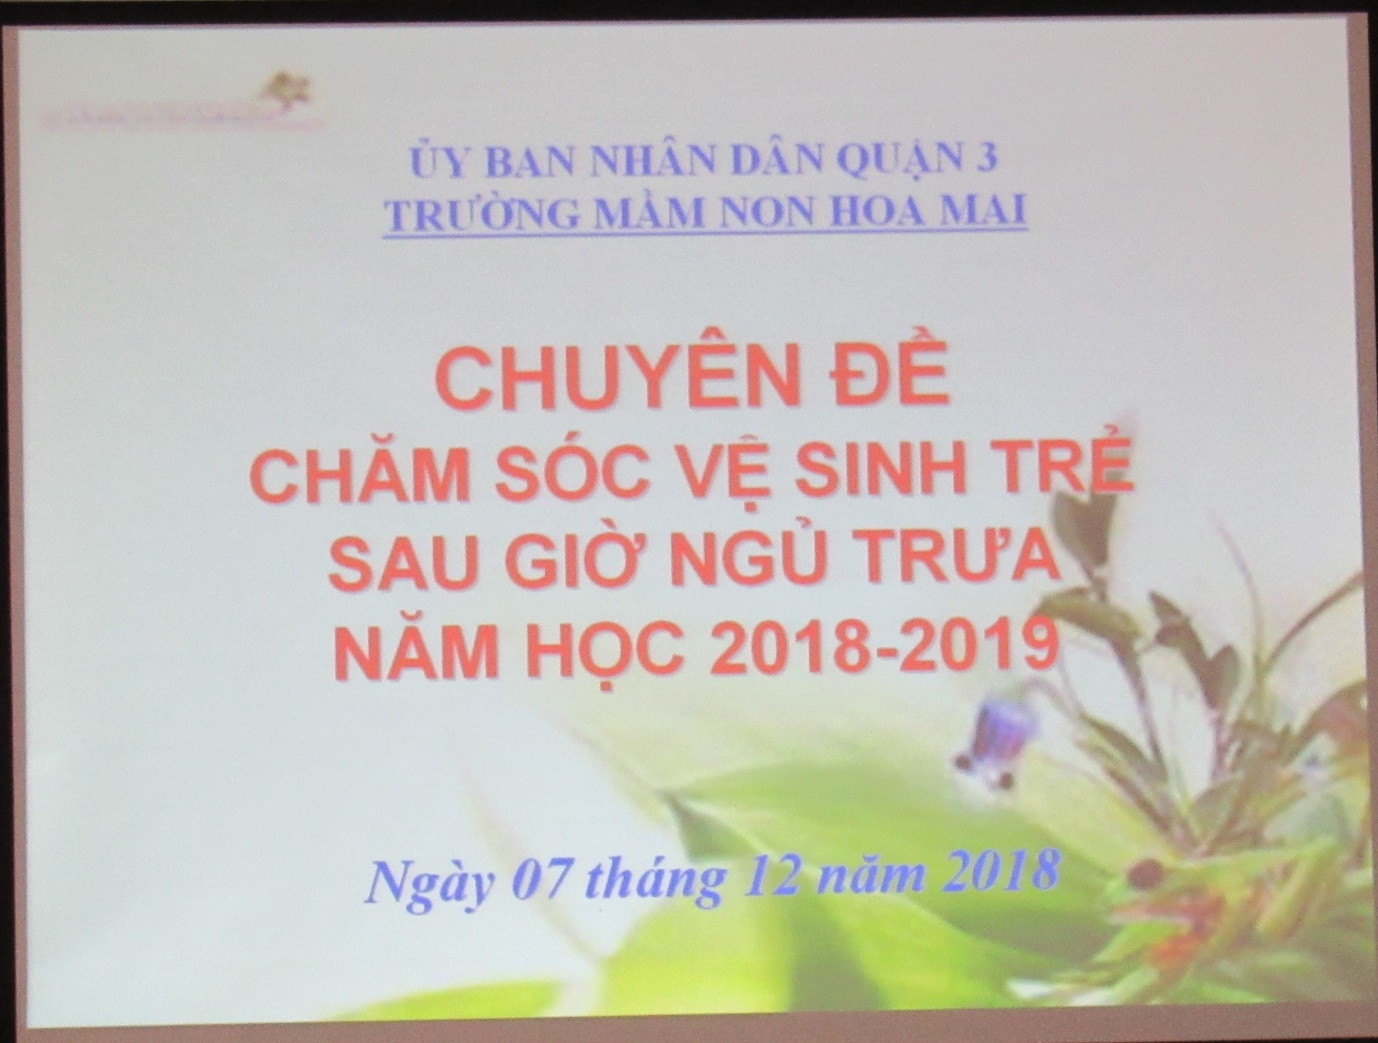 ỦY BAN NHÂN DÂN QUẬN 3
TRƯỜNG MẦM NON HOA MAI
CHUYÊN ĐỀ
CHĂM SÓC VỆ SINH TRẺ
SAU GIỜ NGỦ TRƯA
NĂM HỌC 2018-2019
Ngày 07 tháng 12 năm 2018